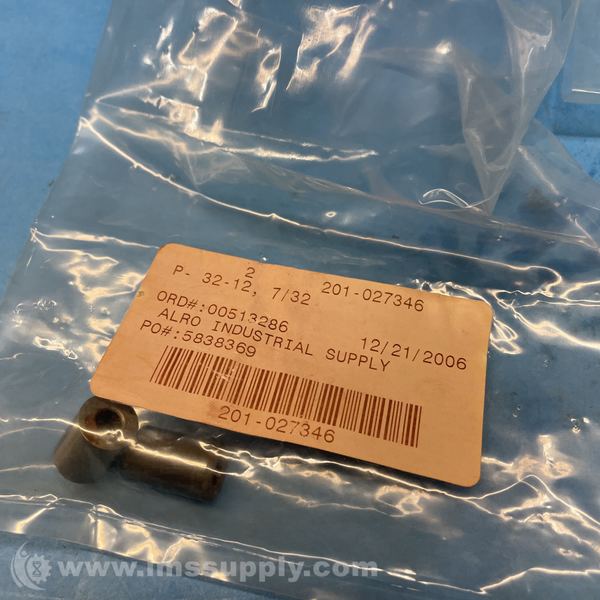 2
P- 32-12, 7/32 201-027346
ORD#:00513286 12/21/2006
ALRO INDUSTRIAL SUPPLY
PO#:5838369
201-027346
www.imssupply.com